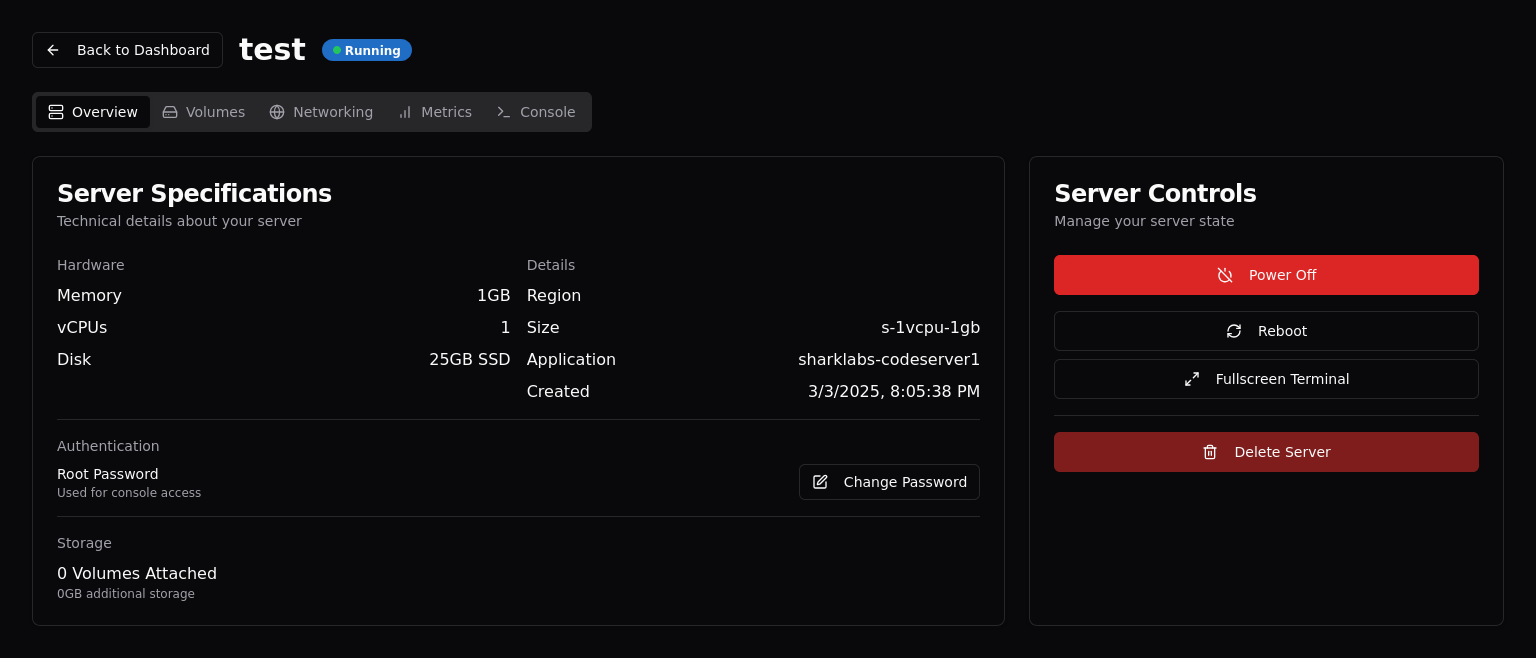 Back to Dashboard
test
Running
Overview
Volumes
Networking
Metrics
Console
Server Specifications
Technical details about your server
Hardware
Memory 1GB
vCPUs 1
Disk 25GB SSD
Details
Region
Size s-1vcpu-1gb
Application sharklabs-codeserver1
Created 3/3/2025, 8:05:38 PM
Authentication
Root Password
Used for console access
Change Password
Storage
0 Volumes Attached
0GB additional storage
Server Controls
Manage your server state
Power Off
Reboot
Fullscreen Terminal
Delete Server